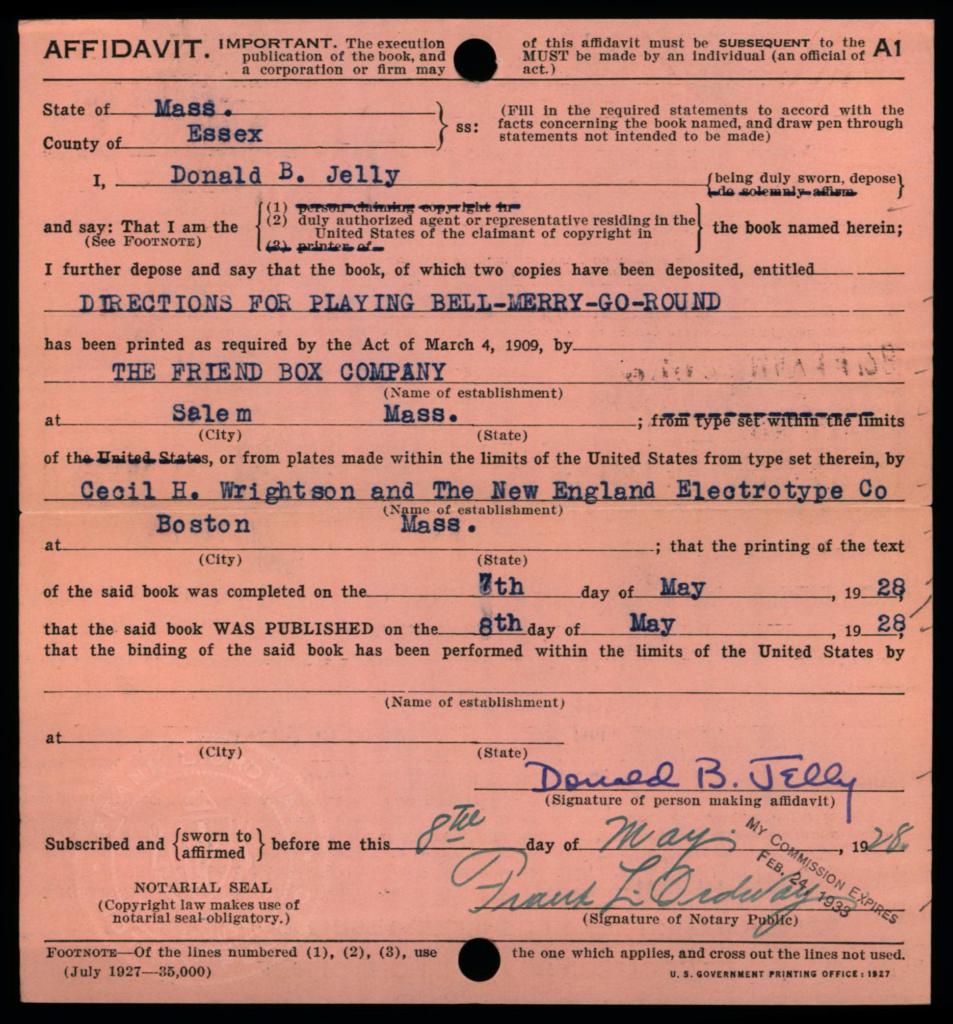 AFFIDAVIT. IMPORTANT. The execution of this affidavit must be SUBSEQUENT to the A1
publication of the book, and MUST be made by an individual (an official of
a corporation or firm may act.)
State of Mass.
County of Essex
ss:
(Fill in the required statements to accord with the
facts concerning the book named, and draw pen through
statements not intended to be made)
I, Donald B. Jelly being duly sworn, depose
do solemnly affirm
(1) person claiming copyright in
and say: That I am the (2) duly authorized agent or representative residing in the the book named herein;
(See FOOTNOTE) United States of the claimant of copyright in
(3) printer of
I further depose and say that the book, of which two copies have been deposited, entitled
DIRECTIONS FOR PLAYING BELL-MERRY-GO-ROUND
has been printed as required by the Act of March 4, 1909, by
THE FRIEND BOX COMPANY
(Name of establishment)
at Salem Mass. ; from type set within the limits
(City) (State)
of the United States, or from plates made within the limits of the United States from type set therein, by
Cecil H. Wrightson and The New England Electrotype Co
(Name of establishment)
Boston Mass.
at ; that the printing of the text
(City) (State)
of the said book was completed on the 7th day of May, 1928,
that the said book WAS PUBLISHED on the 8th day of May, 1928,
that the binding of the said book has been performed within the limits of the United States by
(Name of establishment)
at
(City) (State)
Donald B. Jelly
(Signature of person making affidavit)
Subscribed and {sworn to affirmed} before me this 8th day of May, 1928.
MY COMMISSION EXPIRES
FEB. 24, 1933
NOTARIAL SEAL
(Copyright law makes use of
notarial seal obligatory.)
Frank L. Ordway
(Signature of Notary Public)
FOOTNOTE—Of the lines numbered (1), (2), (3), use the one which applies, and cross out the lines not used.
(July 1927—35,000) U. S. GOVERNMENT PRINTING OFFICE: 1927